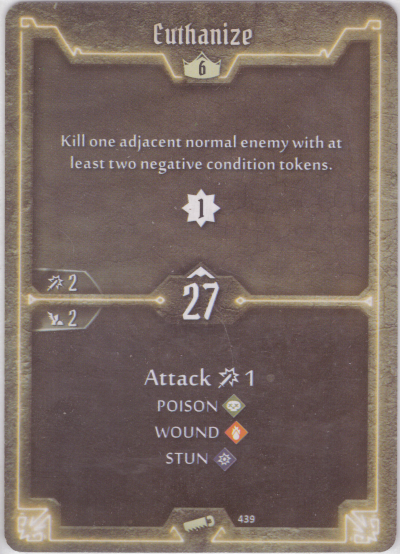 Euthanize
6
Kill one adjacent normal enemy with at
least two negative condition tokens.
1
2
27
2
Attack 1
POISON
WOUND
STUN
439